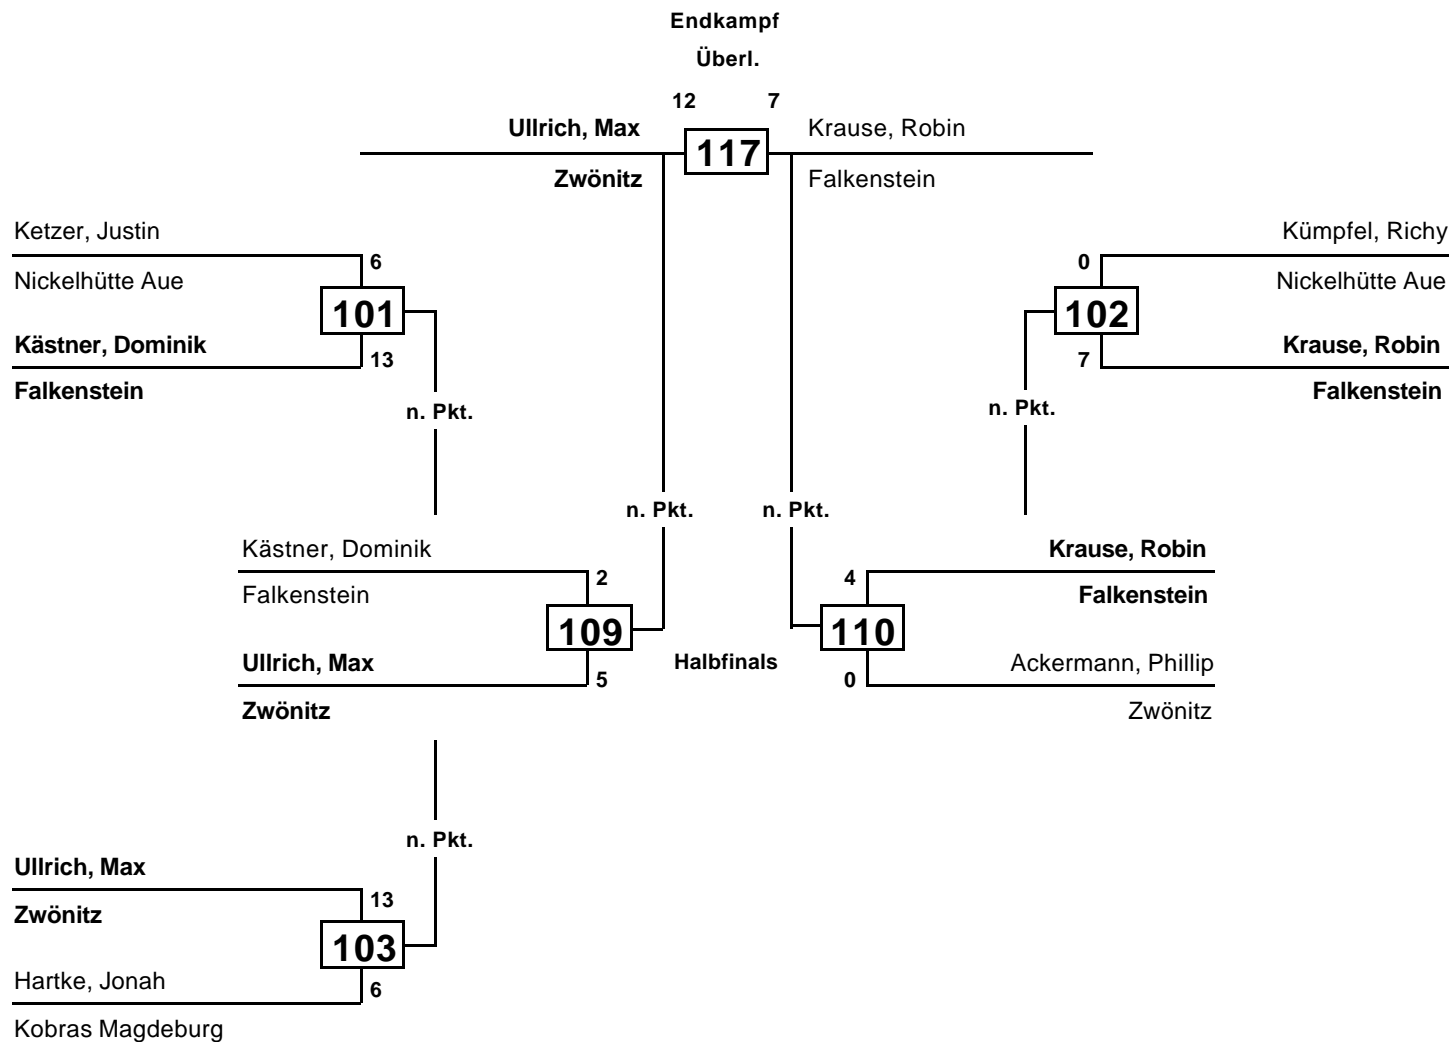 Endkampf
Überl.
12 7
Ullrich, Max 117 Krause, Robin
Zwönitz Falkenstein
Ketzer, Justin
6
Nickelhütte Aue
101
Kästner, Dominik
13
Falkenstein
n. Pkt.
Kümpfel, Richy
0
Nickelhütte Aue
102
Krause, Robin
7
Falkenstein
n. Pkt.
n. Pkt. n. Pkt.
Kästner, Dominik
2
Falkenstein
109
Ullrich, Max
5
Zwönitz
Halbfinals
Krause, Robin
4
Falkenstein
110
Ackermann, Phillip
0
Zwönitz
n. Pkt.
Ullrich, Max
13
Zwönitz
103
Hartke, Jonah
6
Kobras Magdeburg